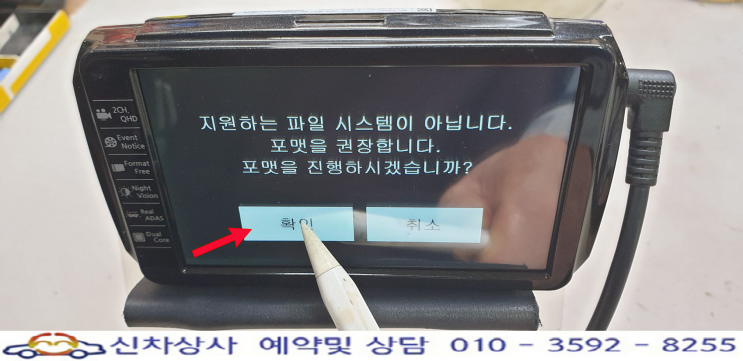 2CH.
QHD
Event
Notice
Format
Free
Night
Vision
Real
ADAS
Dual
Core
지원하는 파일 시스템이 아닙니다.
포맷을 권장합니다.
포맷을 진행하시겠습니까?
확인
취소
신차상사 예약및 상담 010 - 3592 - 8255